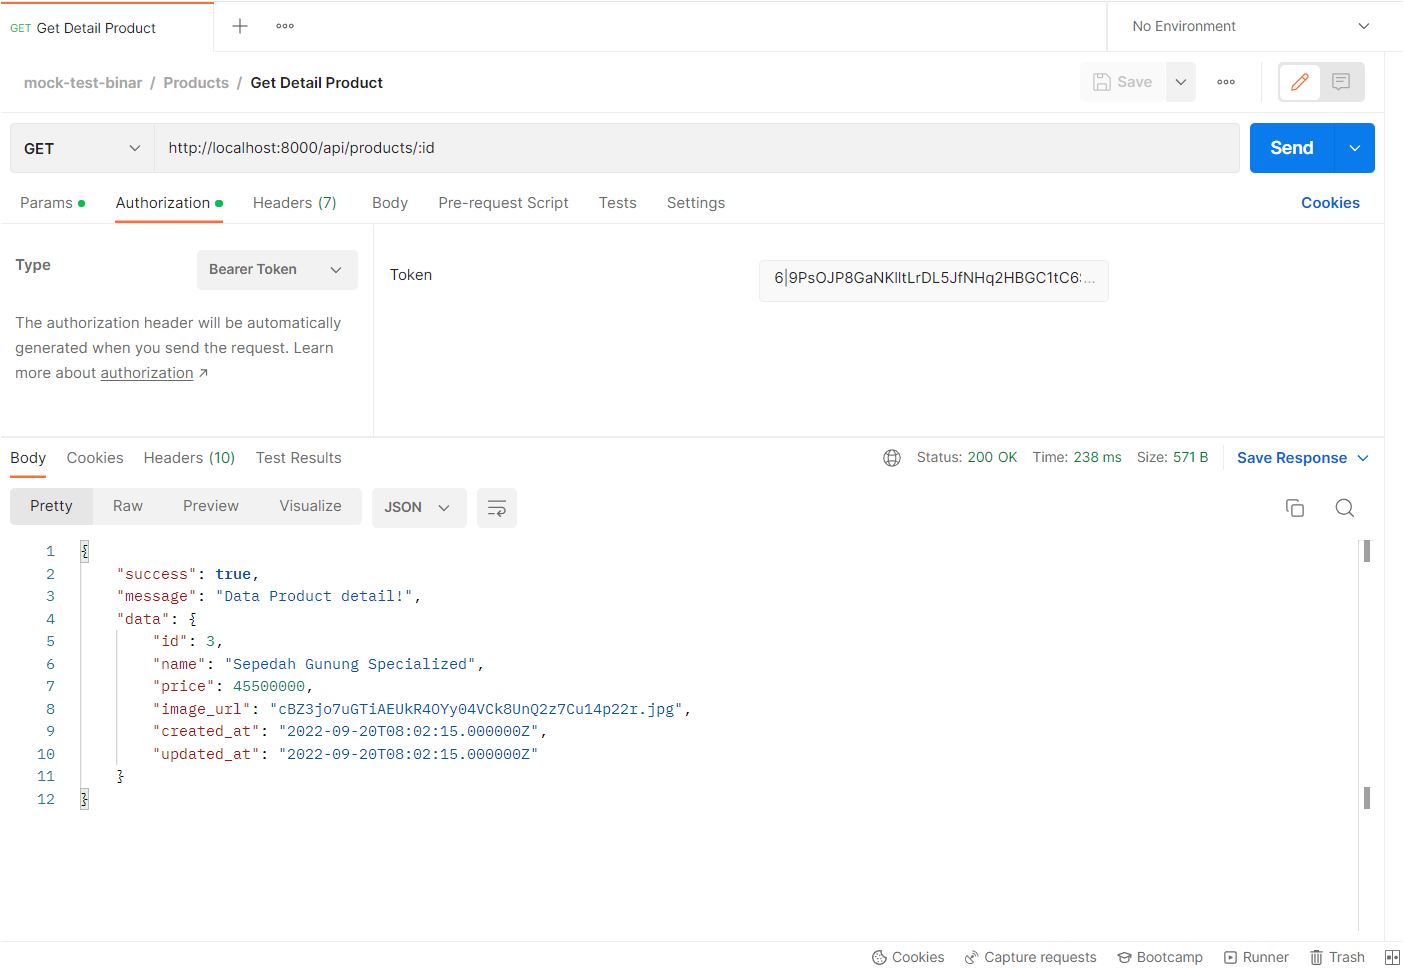 GET Get Detail Product
No Environment
mock-test-binar / Products / Get Detail Product
Save
GET http://localhost:8000/api/products/:id Send
Params Authorization Headers (7) Body Pre-request Script Tests Settings Cookies
Type Bearer Token
Token
The authorization header will be automatically
generated when you send the request. Learn
more about authorization ↗
Body Cookies Headers (10) Test Results Status: 200 OK Time: 238 ms Size: 571 B Save Response
Pretty Raw Preview Visualize JSON
1 {
2 "success": true,
3 "message": "Data Product detail!",
4 "data": {
5 "id": 3,
6 "name": "Sepedah Gunung Specialized",
7 "price": 45500000,
8 "image_url": "cBZ3jo7uGTiAEUkR4OYy04VCk8UnQ2z7Cu14p22r.jpg",
9 "created_at": "2022-09-20T08:02:15.000000Z",
10 "updated_at": "2022-09-20T08:02:15.000000Z"
11 }
12 }
Cookies Capture requests Bootcamp Runner Trash